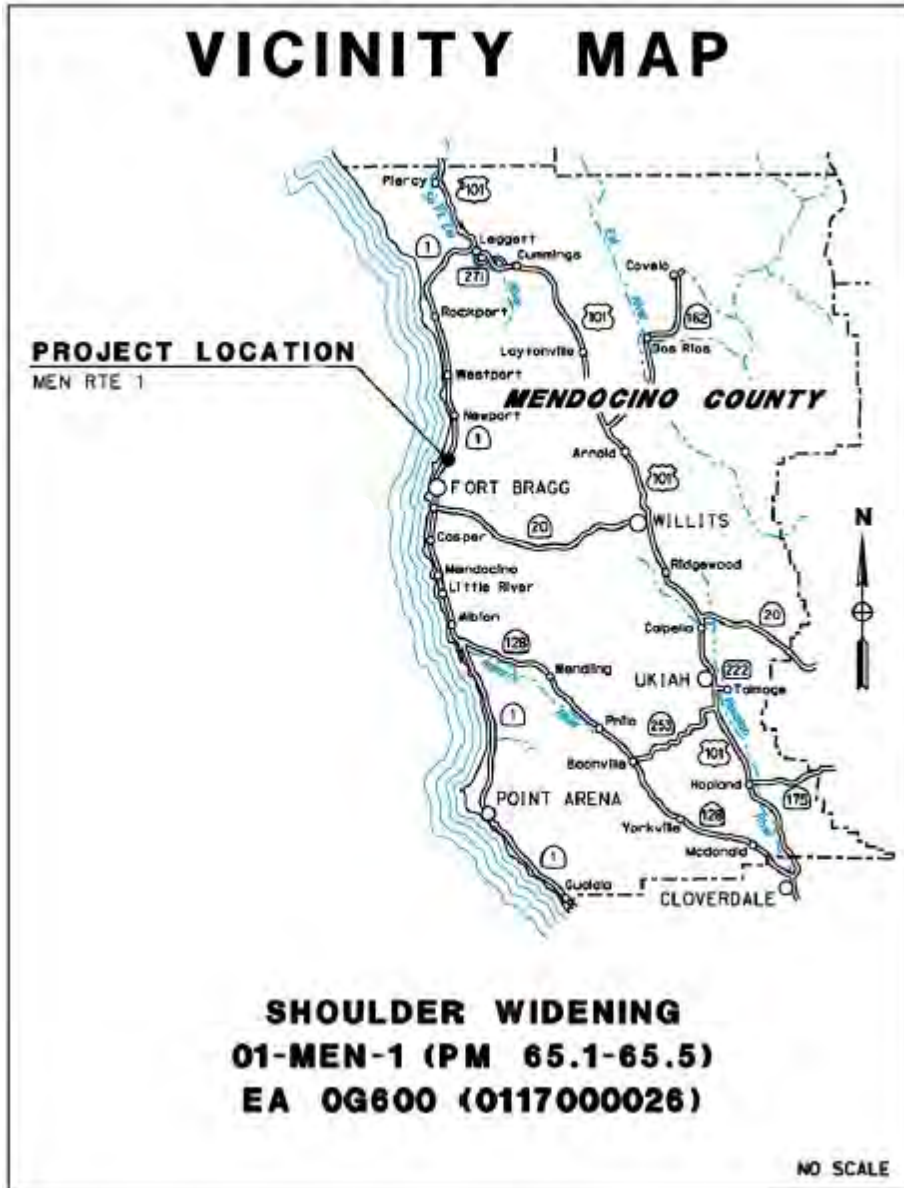 VICINITY MAP
Piercy
101
1
Leggett
Cummings
271
Covelo
Rockport
101
162
Laytonville
Dos Rios
PROJECT LOCATION
MEN RTE 1
Westport
MENDOCINO COUNTY
Newport
1
Arnold
101
FORT BRAGG
N
20
WILLITS
Casper
Ridgewood
Mendocino
Little River
Albion
Calpella
20
128
UKIAH
222
Wendling
Talmage
1
Philo
253
101
Boonville
Hopland
175
POINT ARENA
Yorkville
128
Mcdonald
1
Gualala
CLOVERDALE
SHOULDER WIDENING
01-MEN-1 (PM 65.1-65.5)
EA 0G600 (0117000026)
NO SCALE